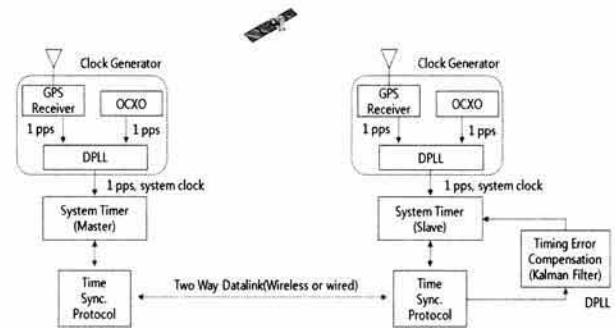 Clock Generator
GPS
Receiver
OCXO
1 pps
1 pps
DPLL
1 pps, system clock
System Timer
(Master)
Time
Sync.
Protocol
Two Way Datalink(Wireless or wired)
Clock Generator
GPS
Receiver
OCXO
1 pps
1 pps
DPLL
1 pps, system clock
System Timer
(Slave)
Timing Error
Compensation
(Kalman Filter)
DPLL
Time
Sync.
Protocol